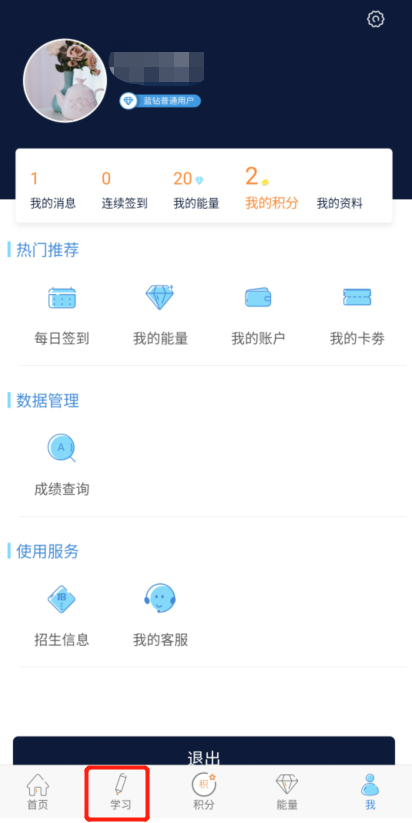 蓝钻普通用户
1 0 20 2
我的消息 连续签到 我的能量 我的积分 我的资料
热门推荐
每日签到 我的能量 我的账户 我的卡劵
数据管理
A
成绩查询
使用服务
招生信息 我的客服
退出
积
首页 学习 积分 能量 我